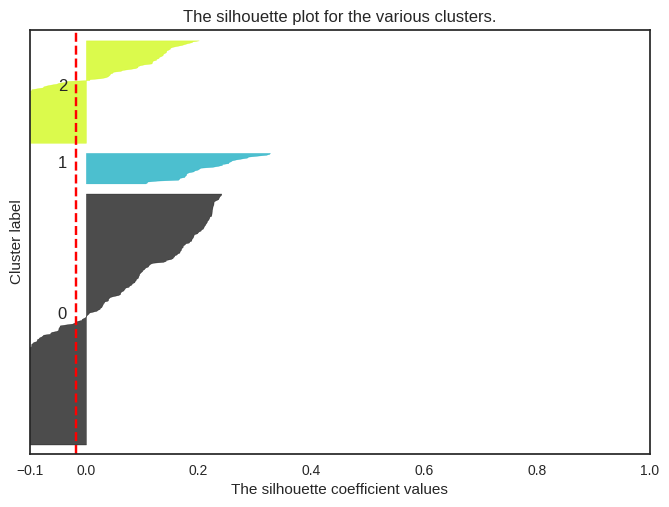 The silhouette plot for the various clusters.
2
1
0
Cluster label
−0.1 0.0 0.2 0.4 0.6 0.8 1.0
The silhouette coefficient values